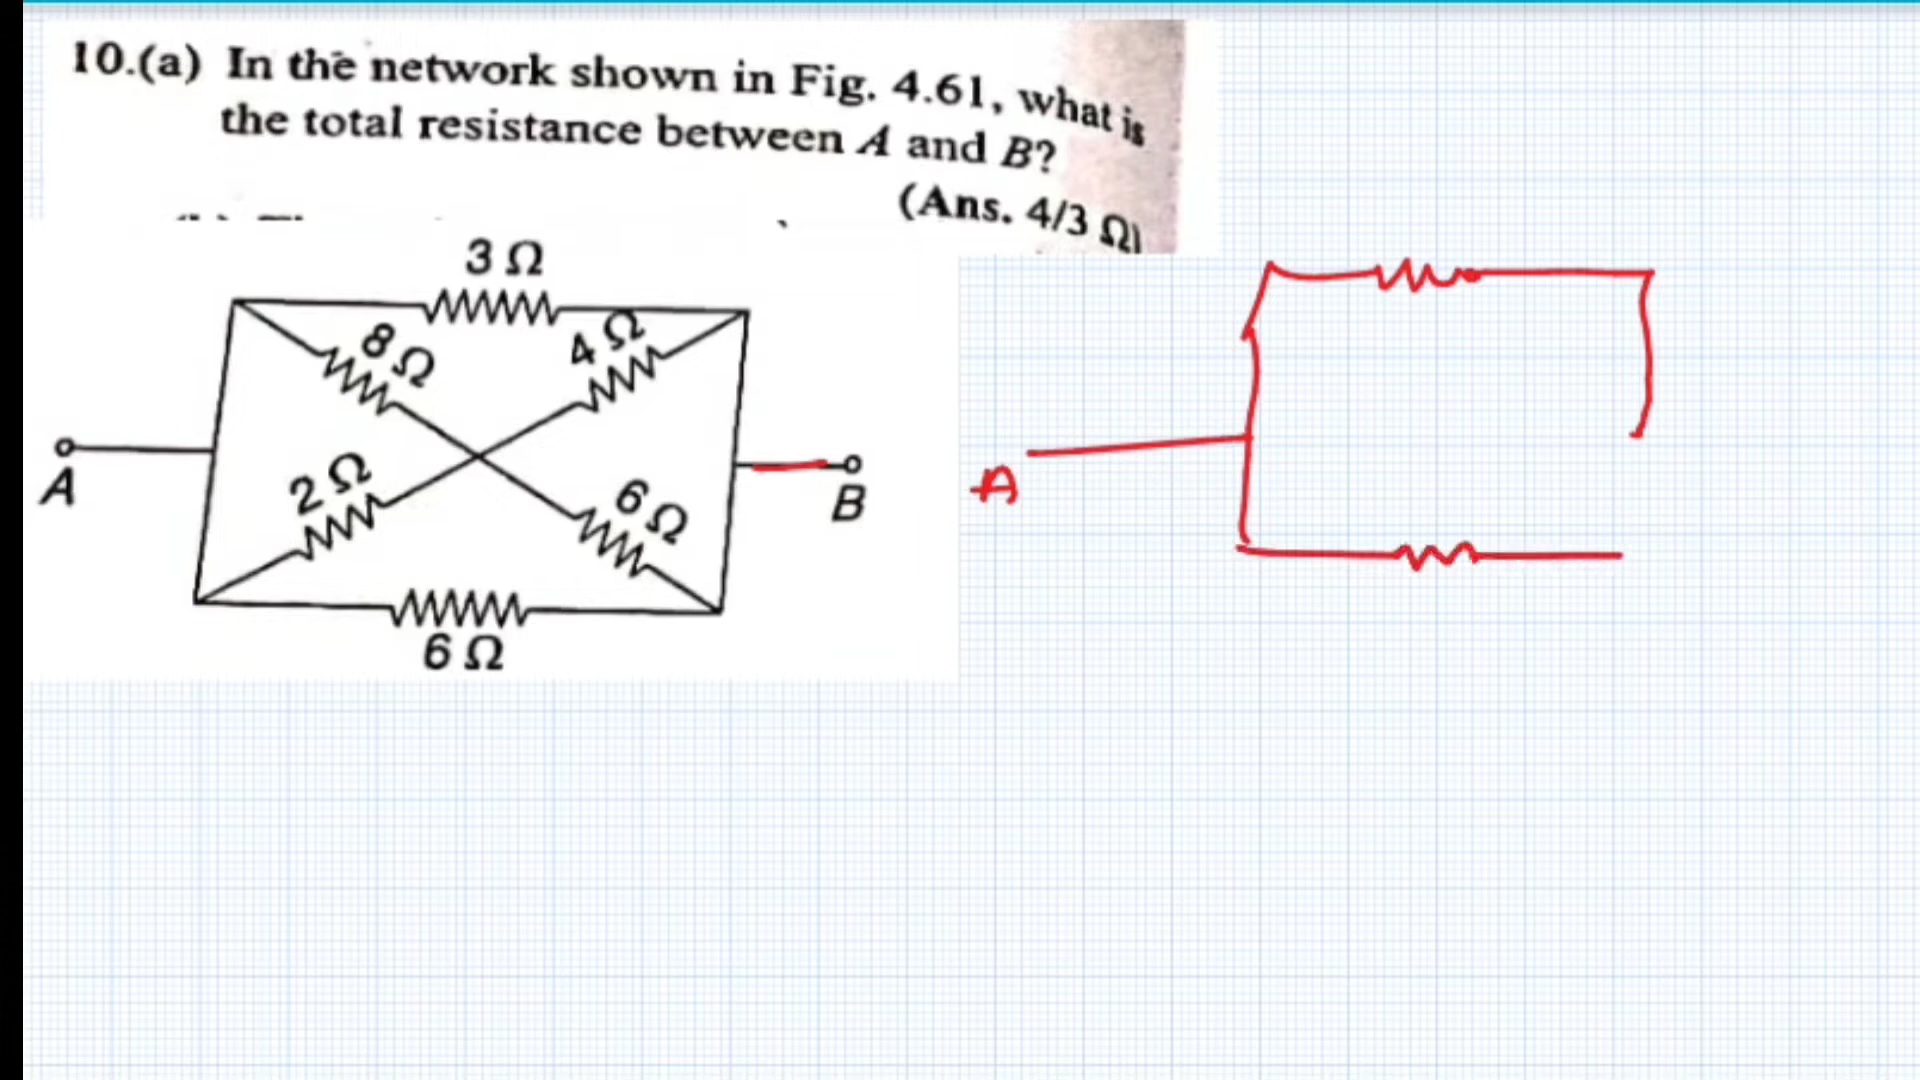 10.(a) In the network shown in Fig. 4.61, what is
the total resistance between A and B?
(Ans. 4/3 Ω)
3 Ω
8 Ω
4 Ω
A
2 Ω
6 Ω
B
A
6 Ω